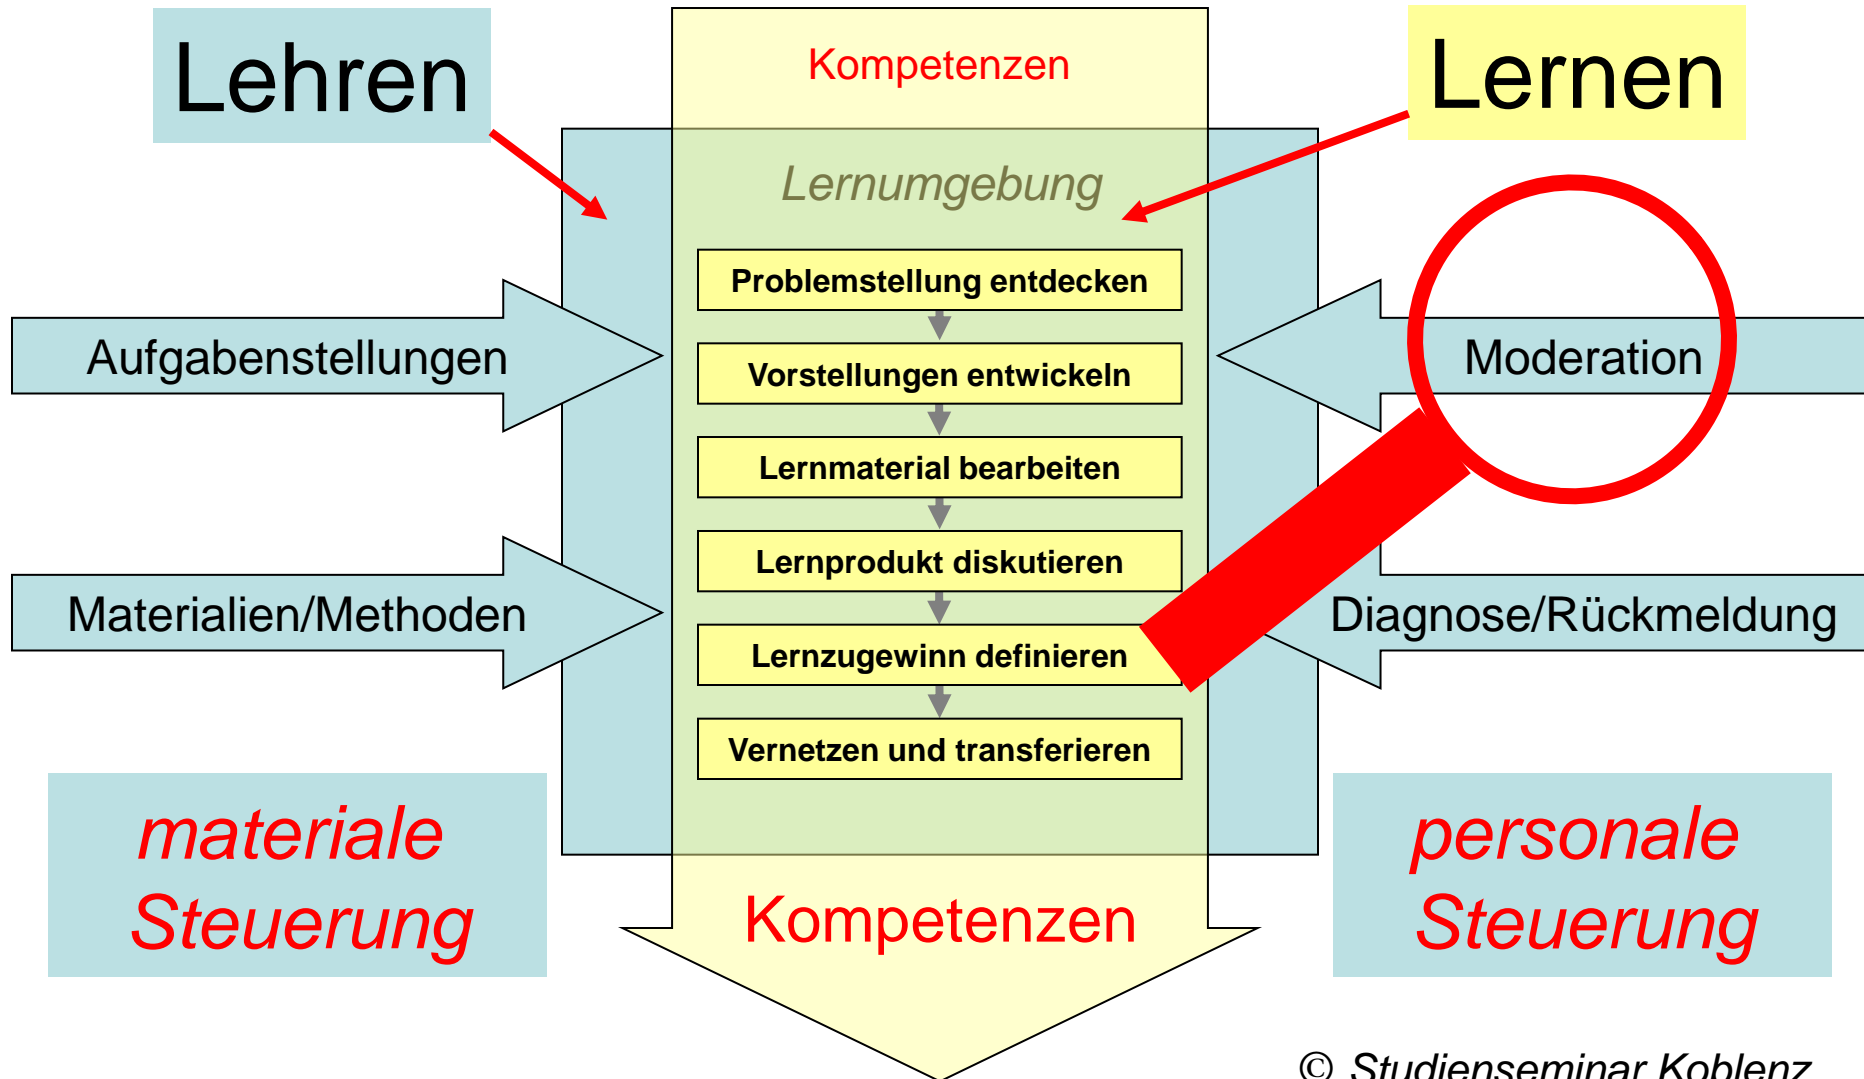 Lehren
Kompetenzen
Lernen
Lernumgebung
Problemstellung entdecken
Aufgabenstellungen
Vorstellungen entwickeln
Moderation
Lernmaterial bearbeiten
Lernprodukt diskutieren
Materialien/Methoden
Diagnose/Rückmeldung
Lernzugewinn definieren
Vernetzen und transferieren
materiale
Steuerung
personale
Steuerung
Kompetenzen
© Studienseminar Koblenz